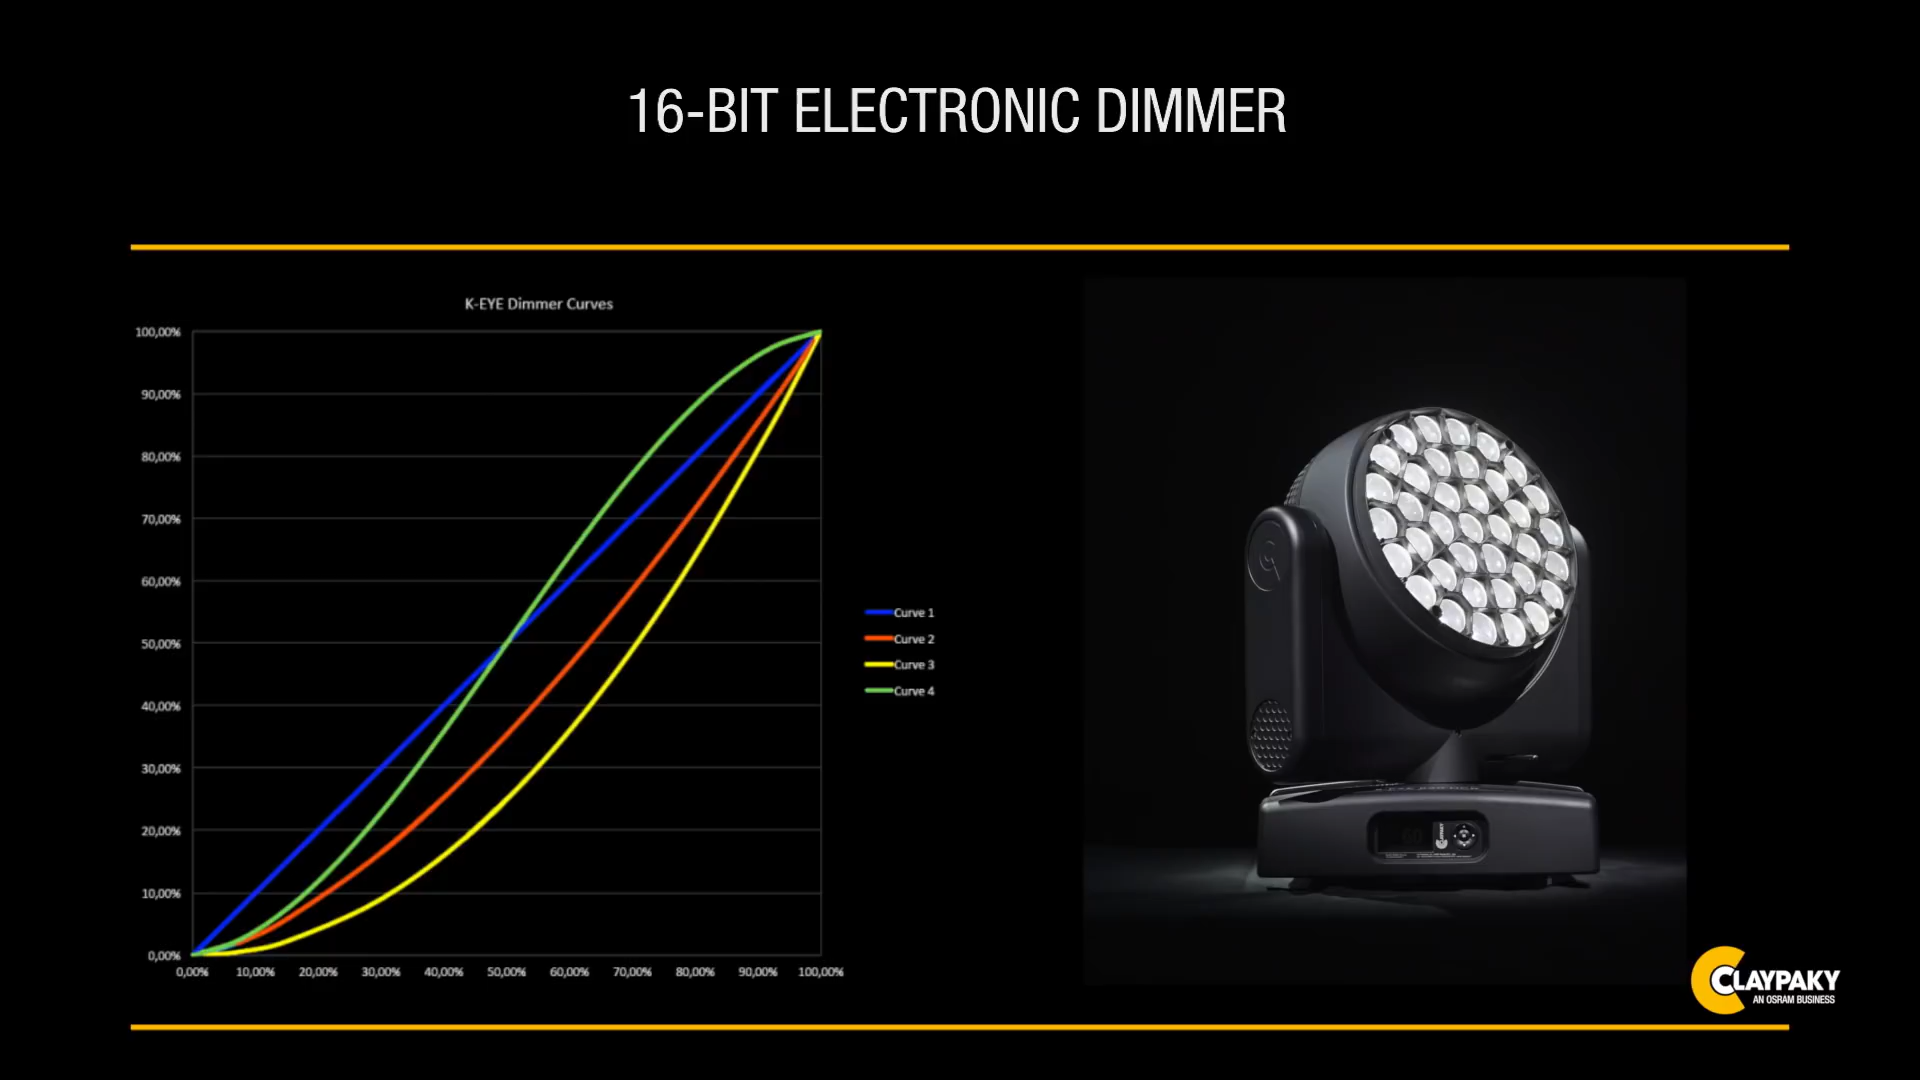 16-BIT ELECTRONIC DIMMER
K-EYE Dimmer Curves
100,00%
90,00%
80,00%
70,00%
60,00%
50,00%
40,00%
30,00%
20,00%
10,00%
0,00%
0,00% 10,00% 20,00% 30,00% 40,00% 50,00% 60,00% 70,00% 80,00% 90,00% 100,00%
Curve 1
Curve 2
Curve 3
Curve 4
CLAYPAKY
AN OSRAM BUSINESS